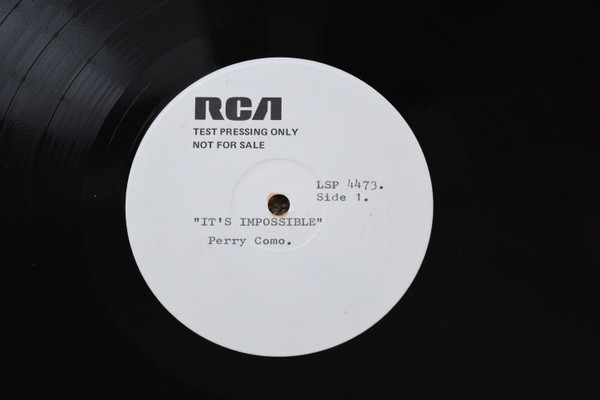 RCA
TEST PRESSING ONLY
NOT FOR SALE
LSP 4473.
Side 1.
"IT'S IMPOSSIBLE"
Perry Como.